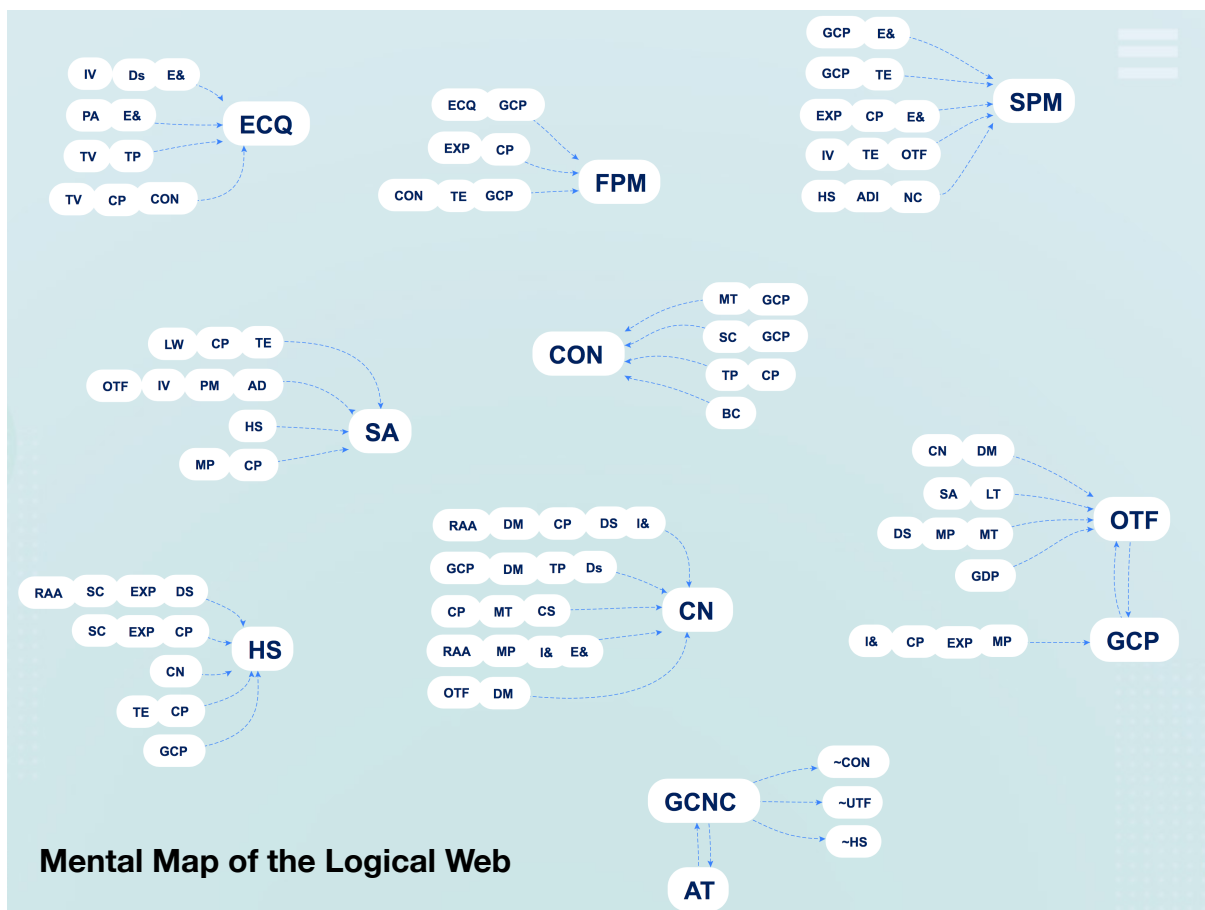 IV Ds E&
PA E&
TV TP
TV CP CON
ECQ
ECQ GCP
EXP CP
CON TE GCP
FPM
GCP E&
GCP TE
EXP CP E&
IV TE OTF
HS ADI NC
SPM
LW CP TE
OTF IV PM AD
HS
MP CP
SA
CON
MT GCP
SC GCP
TP CP
BC
CN DM
SA LT
DS MP MT
GDP
OTF
I& CP EXP MP
GCP
RAA DM CP DS I&
GCP DM TP Ds
CP MT CS
RAA MP I& E&
OTF DM
CN
RAA SC EXP DS
SC EXP CP
CN
TE CP
GCP
HS
GCNC
~CON
~UTF
~HS
AT
Mental Map of the Logical Web